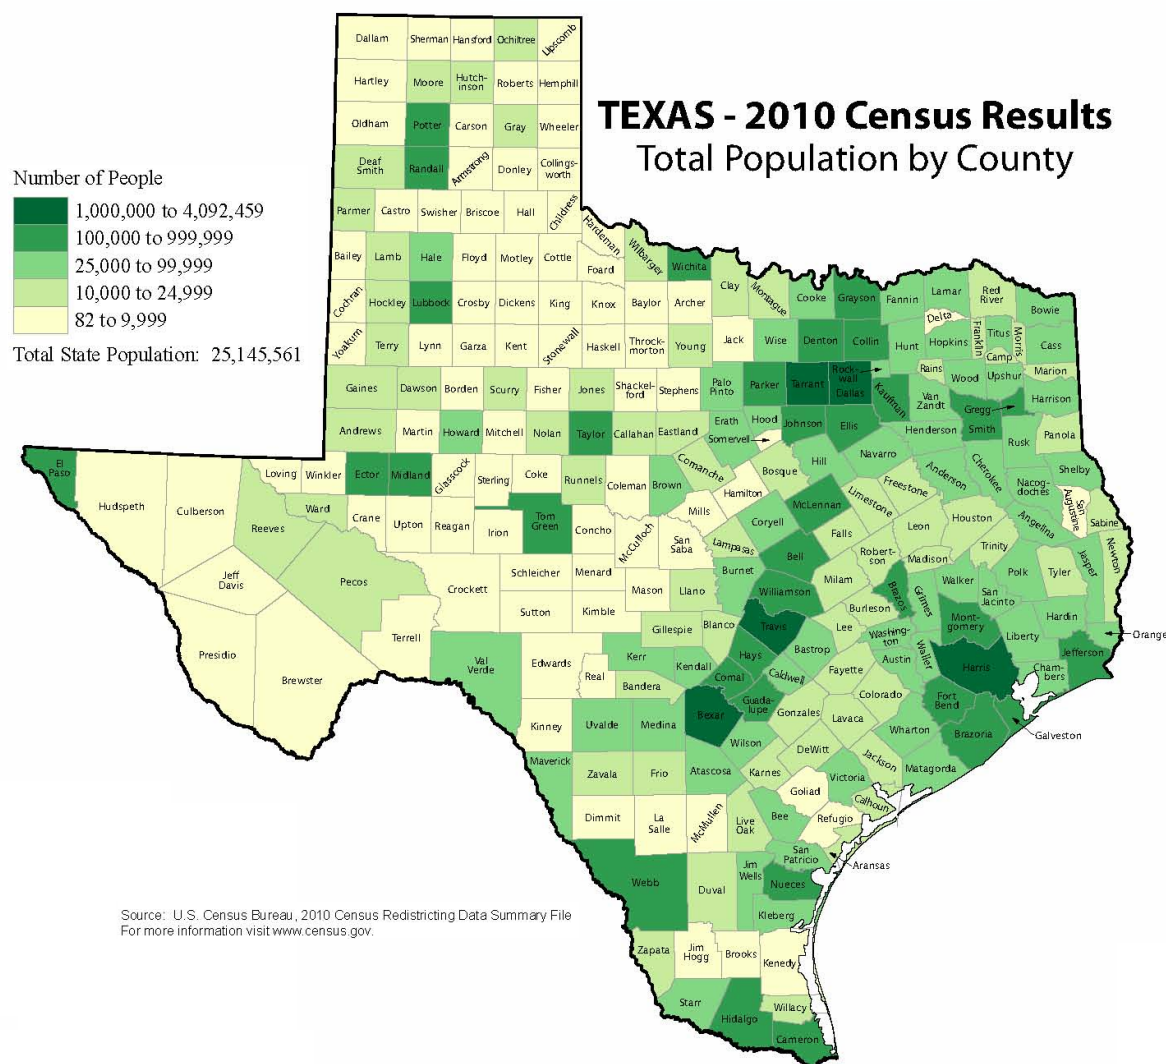 TEXAS - 2010 Census Results
Total Population by County
Number of People
1,000,000 to 4,092,459
100,000 to 999,999
25,000 to 99,999
10,000 to 24,999
82 to 9,999
Total State Population: 25,145,561
Dallam Sherman Hansford Ochiltree Lipscomb
Hartley Moore Hutch-
inson Roberts Hemphill
Oldham Potter Carson Gray Wheeler
Deaf
Smith Randall Armstrong Donley Collings-
worth
Parmer Castro Swisher Briscoe Hall Childress
Hardeman
Bailey Lamb Hale Floyd Motley Cottle Foard Wilbarger Wichita
Clay Montague Cooke Grayson Fannin Lamar Red
River Bowie
Cochran Hockley Lubbock Crosby Dickens King Knox Baylor Archer
Delta Franklin Titus Morris Cass
Yoakum Terry Lynn Garza Kent Stonewall Haskell Throck-
morton Young Jack Wise Denton Collin Hunt Hopkins
Camp Marion
Rains Wood Upshur
Gaines Dawson Borden Scurry Fisher Jones Shackel-
ford Stephens Palo
Pinto Parker Tarrant Rock-
wall
Dallas Kaufman Van
Zandt Gregg Harrison
Smith
Andrews Martin Howard Mitchell Nolan Taylor Callahan Eastland Erath Hood Johnson Ellis Henderson Rusk Panola
Somervel
El
Paso Hudspeth Culberson Loving Winkler Ector Midland Glasscock Sterling Coke Runnels Coleman Brown Comanche Bosque Hill Navarro Anderson Cherokee Shelby
Hamilton Freestone Nacog-
doches San
Augustine Sabine
Reeves Ward Crane Upton Reagan Irion Tom
Green Concho McCulloch San
Saba Mills Coryell McLennan Limestone Falls Leon Houston Angelina
Lampasas Bell Robert-
son Madison Trinity Polk Tyler Jasper Newton
Jeff
Davis Pecos Crockett Schleicher Menard Mason Llano Burnet Williamson Milam Brazos Grimes Walker San
Jacinto Hardin
Presidio Brewster Terrell Sutton Kimble Gillespie Blanco Travis Lee Burleson Washing-
ton Mont-
gomery Liberty Orange
Val
Verde Edwards Real Kerr Kendall Hays Bastrop Austin Waller Harris Jefferson
Bandera Comal Caldwell Fayette Cham-
bers
Kinney Uvalde Medina Bexar Guada-
lupe Gonzales Lavaca Colorado Fort
Bend Brazoria Galveston
Wilson Wharton
Maverick Zavala Frio Atascosa Karnes DeWitt Jackson Matagorda
Goliad Victoria Calhoun
Dimmit La
Salle McMullen Live
Oak Bee Refugio
San
Patricio Aransas
Webb Duval Jim
Wells Nueces
Kleberg
Source: U.S. Census Bureau, 2010 Census Redistricting Data Summary File
For more information visit www.census.gov.
Zapata Jim
Hogg Brooks Kenedy
Starr Hidalgo Willacy
Cameron